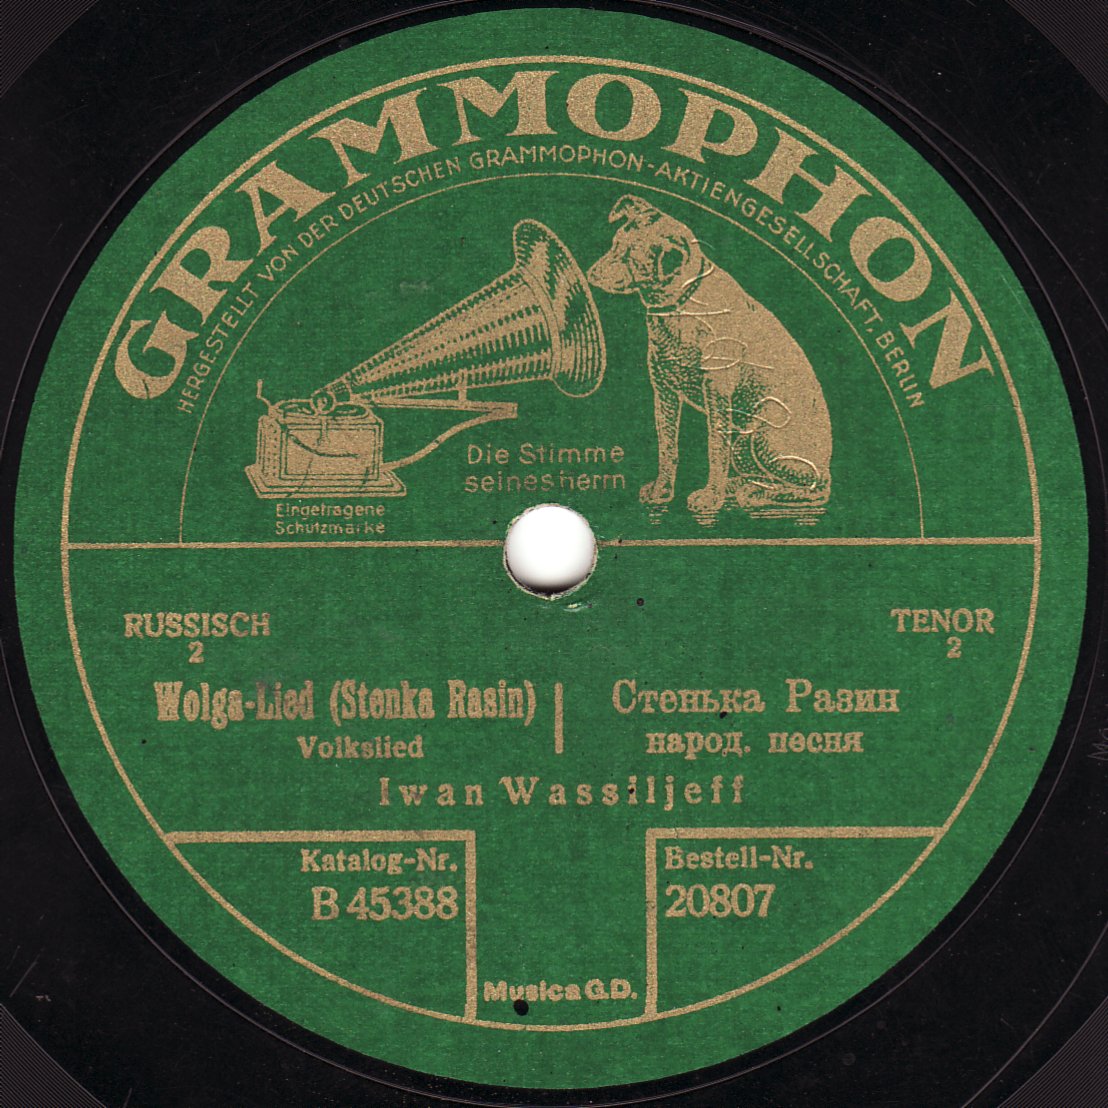 GRAMMOPHON
HERGESTELLT VON DER DEUTSCHEN GRAMMOPHON-AKTIENGESELLSCHAFT. BERLIN
Die Stimme
seines herrn
Eingetragene
Schutzmarke
RUSSISCH
2
TENOR
2
Wolga-Lied (Stenka Rasin)
Volkslied
Стенька Разин
народ. песня
Iwan Wassiljeff
Katalog-Nr.
B 45388
Bestell-Nr.
20807
Musica G.D.